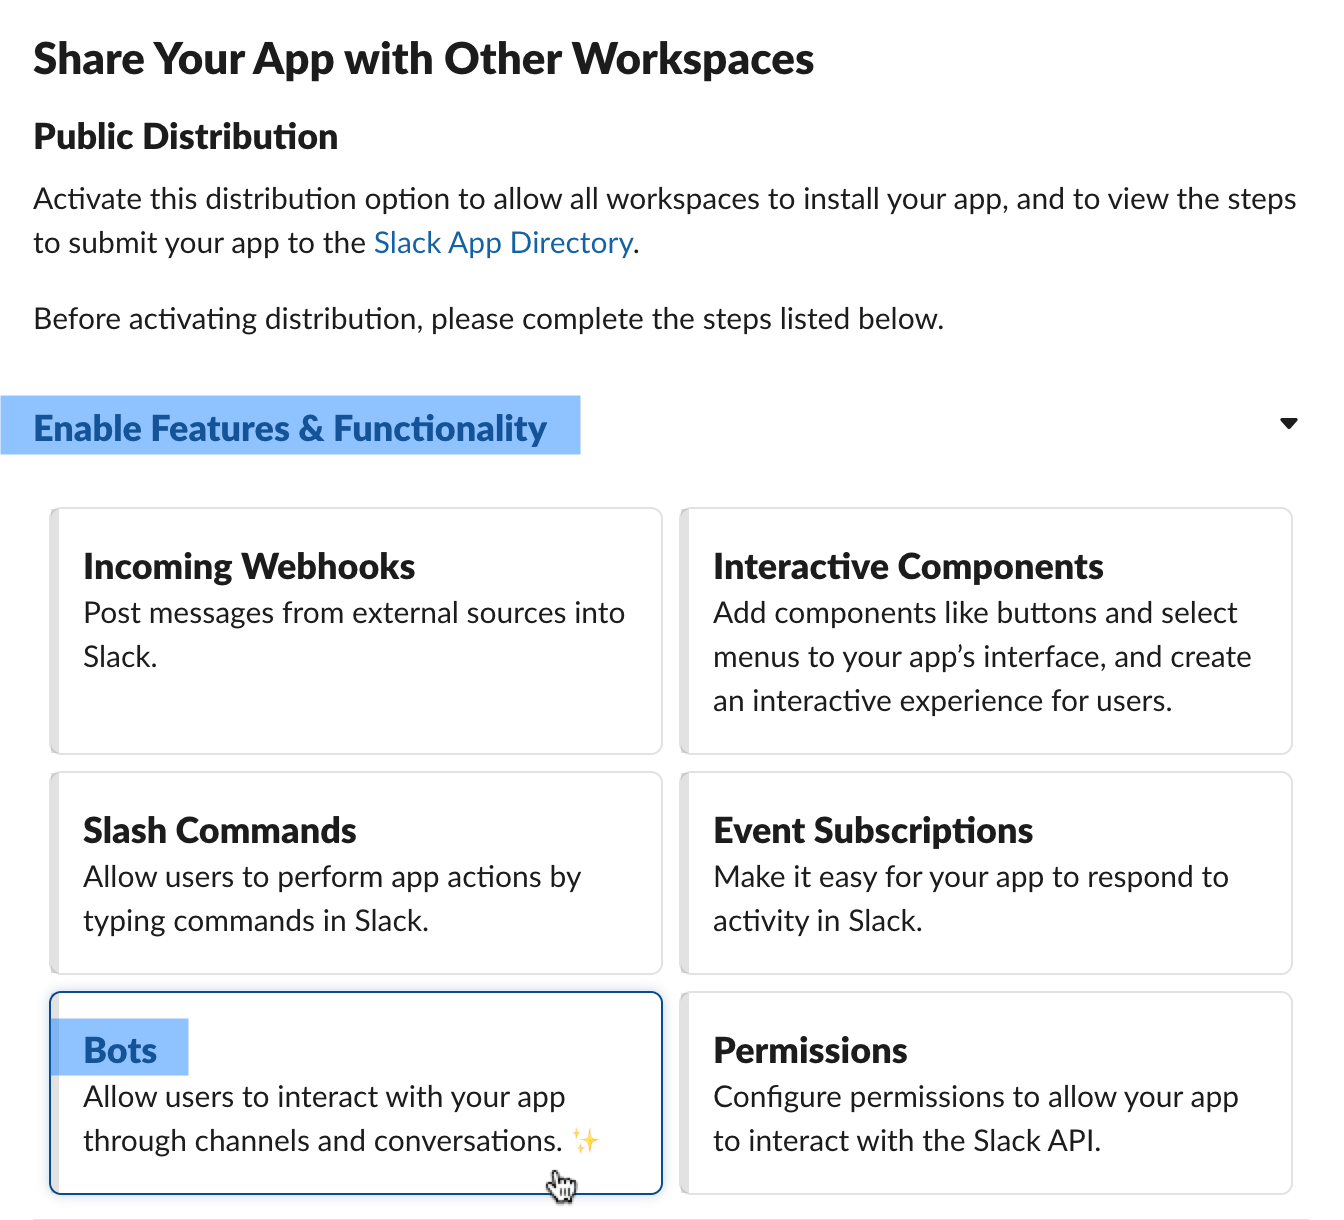 Share Your App with Other Workspaces
Public Distribution
Activate this distribution option to allow all workspaces to install your app, and to view the steps
to submit your app to the Slack App Directory.
Before activating distribution, please complete the steps listed below.
Enable Features & Functionality
Incoming Webhooks
Post messages from external sources into
Slack.
Interactive Components
Add components like buttons and select
menus to your app’s interface, and create
an interactive experience for users.
Slash Commands
Allow users to perform app actions by
typing commands in Slack.
Event Subscriptions
Make it easy for your app to respond to
activity in Slack.
Bots
Allow users to interact with your app
through channels and conversations. ✨
Permissions
Configure permissions to allow your app
to interact with the Slack API.